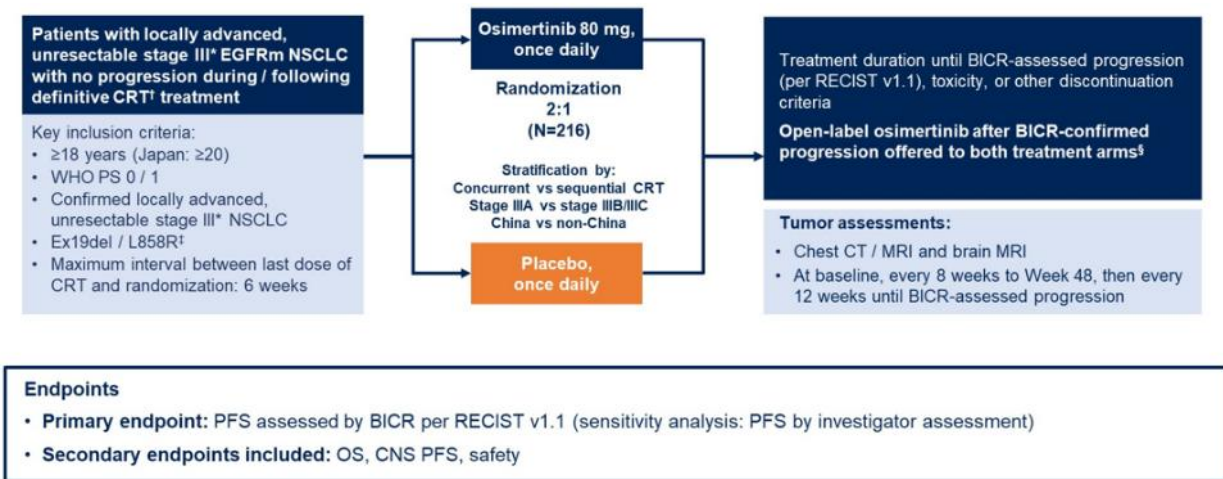 Patients with locally advanced,
unresectable stage III* EGFRm NSCLC
with no progression during / following
definitive CRT† treatment
Key inclusion criteria:
• ≥18 years (Japan: ≥20)
• WHO PS 0 / 1
• Confirmed locally advanced,
unresectable stage III* NSCLC
• Ex19del / L858R‡
• Maximum interval between last dose of
CRT and randomization: 6 weeks
Osimertinib 80 mg,
once daily
Randomization
2:1
(N=216)
Stratification by:
Concurrent vs sequential CRT
Stage IIIA vs stage IIIB/IIIC
China vs non-China
Placebo,
once daily
Treatment duration until BICR-assessed progression
(per RECIST v1.1), toxicity, or other discontinuation
criteria
Open-label osimertinib after BICR-confirmed
progression offered to both treatment arms§
Tumor assessments:
• Chest CT / MRI and brain MRI
• At baseline, every 8 weeks to Week 48, then every
12 weeks until BICR-assessed progression
Endpoints
• Primary endpoint: PFS assessed by BICR per RECIST v1.1 (sensitivity analysis: PFS by investigator assessment)
• Secondary endpoints included: OS, CNS PFS, safety